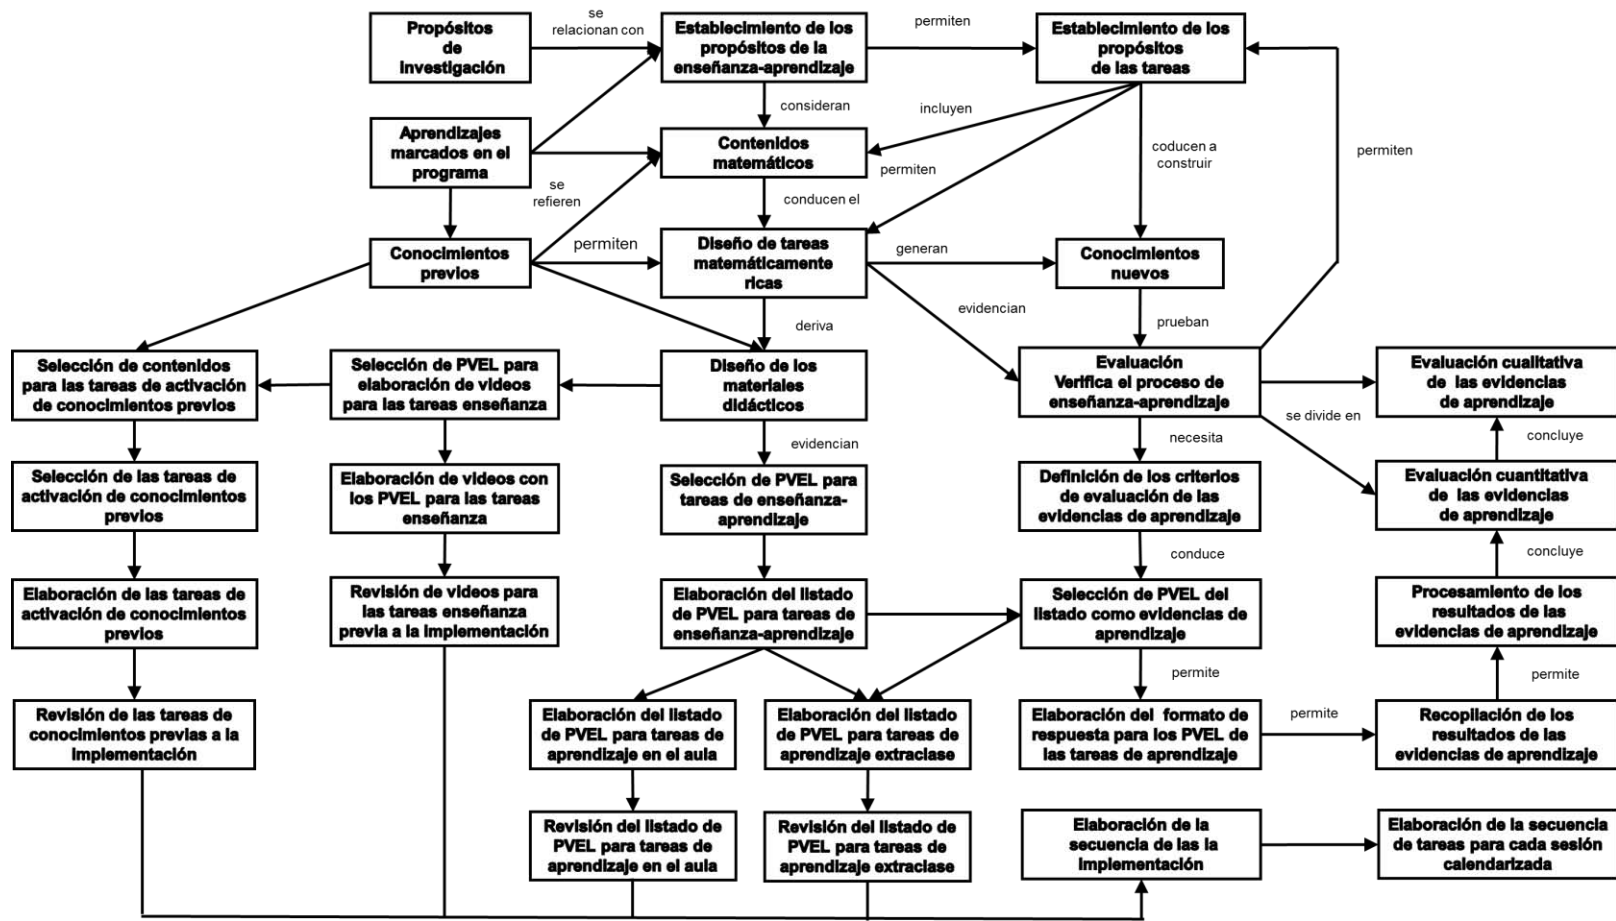 Propósitos
de
investigación
se
relacionan con
Establecimiento de los
propósitos de la
enseñanza-aprendizaje
permiten
Establecimiento de los
propósitos
de las tareas
consideran
incluyen
Aprendizajes
marcados en el
programa
Contenidos
matemáticos
permiten
coducen a
construir
permiten
se
refieren
conducen el
Conocimientos
previos
permiten
Diseño de tareas
matemáticamente
ricas
generan
Conocimientos
nuevos
evidencian
deriva
prueban
Selección de contenidos
para las tareas de activación
de conocimientos previos
Selección de PVEL para
elaboración de videos
para las tareas enseñanza
Diseño de los
materiales
didácticos
Evaluación
Verifica el proceso de
enseñanza-aprendizaje
Evaluación cualitativa
de las evidencias
de aprendizaje
se divide en
evidencian
necesita
concluye
Selección de las tareas de
activación de conocimientos
previos
Elaboración de videos con
los PVEL para las tareas
enseñanza
Selección de PVEL para
tareas de enseñanza-
aprendizaje
Definición de los criterios
de evaluación de las
evidencias de aprendizaje
Evaluación cuantitativa
de las evidencias
de aprendizaje
conduce
concluye
Elaboración de las tareas de
activación de conocimientos
previos
Revisión de videos para
las tareas enseñanza
previa a la implementación
Elaboración del listado
de PVEL para tareas de
enseñanza-aprendizaje
Selección de PVEL del
listado como evidencias de
aprendizaje
Procesamiento de los
resultados de las
evidencias de aprendizaje
permite
permite
Revisión de las tareas de
conocimientos previas a la
implementación
Elaboración del listado
de PVEL para tareas de
aprendizaje en el aula
Elaboración del listado
de PVEL para tareas de
aprendizaje extraclase
Elaboración del formato de
respuesta para los PVEL de
las tareas de aprendizaje
permite
Recopilación de los
resultados de las
evidencias de aprendizaje
Revisión del listado de
PVEL para tareas de
aprendizaje en el aula
Revisión del listado de
PVEL para tareas de
aprendizaje extraclase
Elaboración de la
secuencia de las la
implementación
Elaboración de la secuencia
de tareas para cada sesión
calendarizada